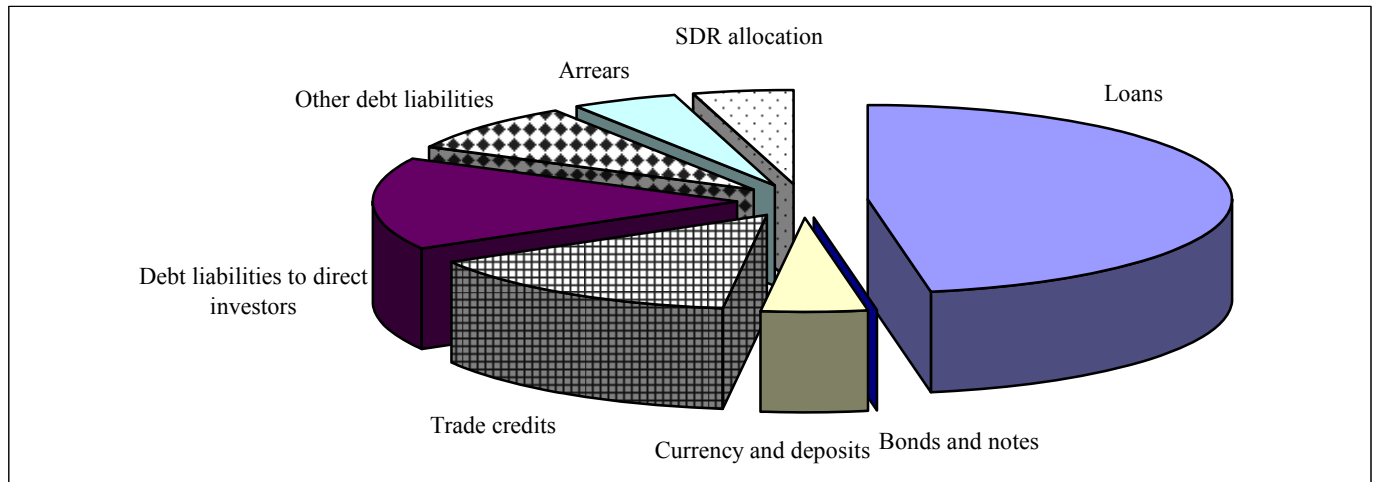 SDR allocation
Arrears
Loans
Other debt liabilities
Debt liabilities to direct
investors
Trade credits
Currency and deposits
Bonds and notes